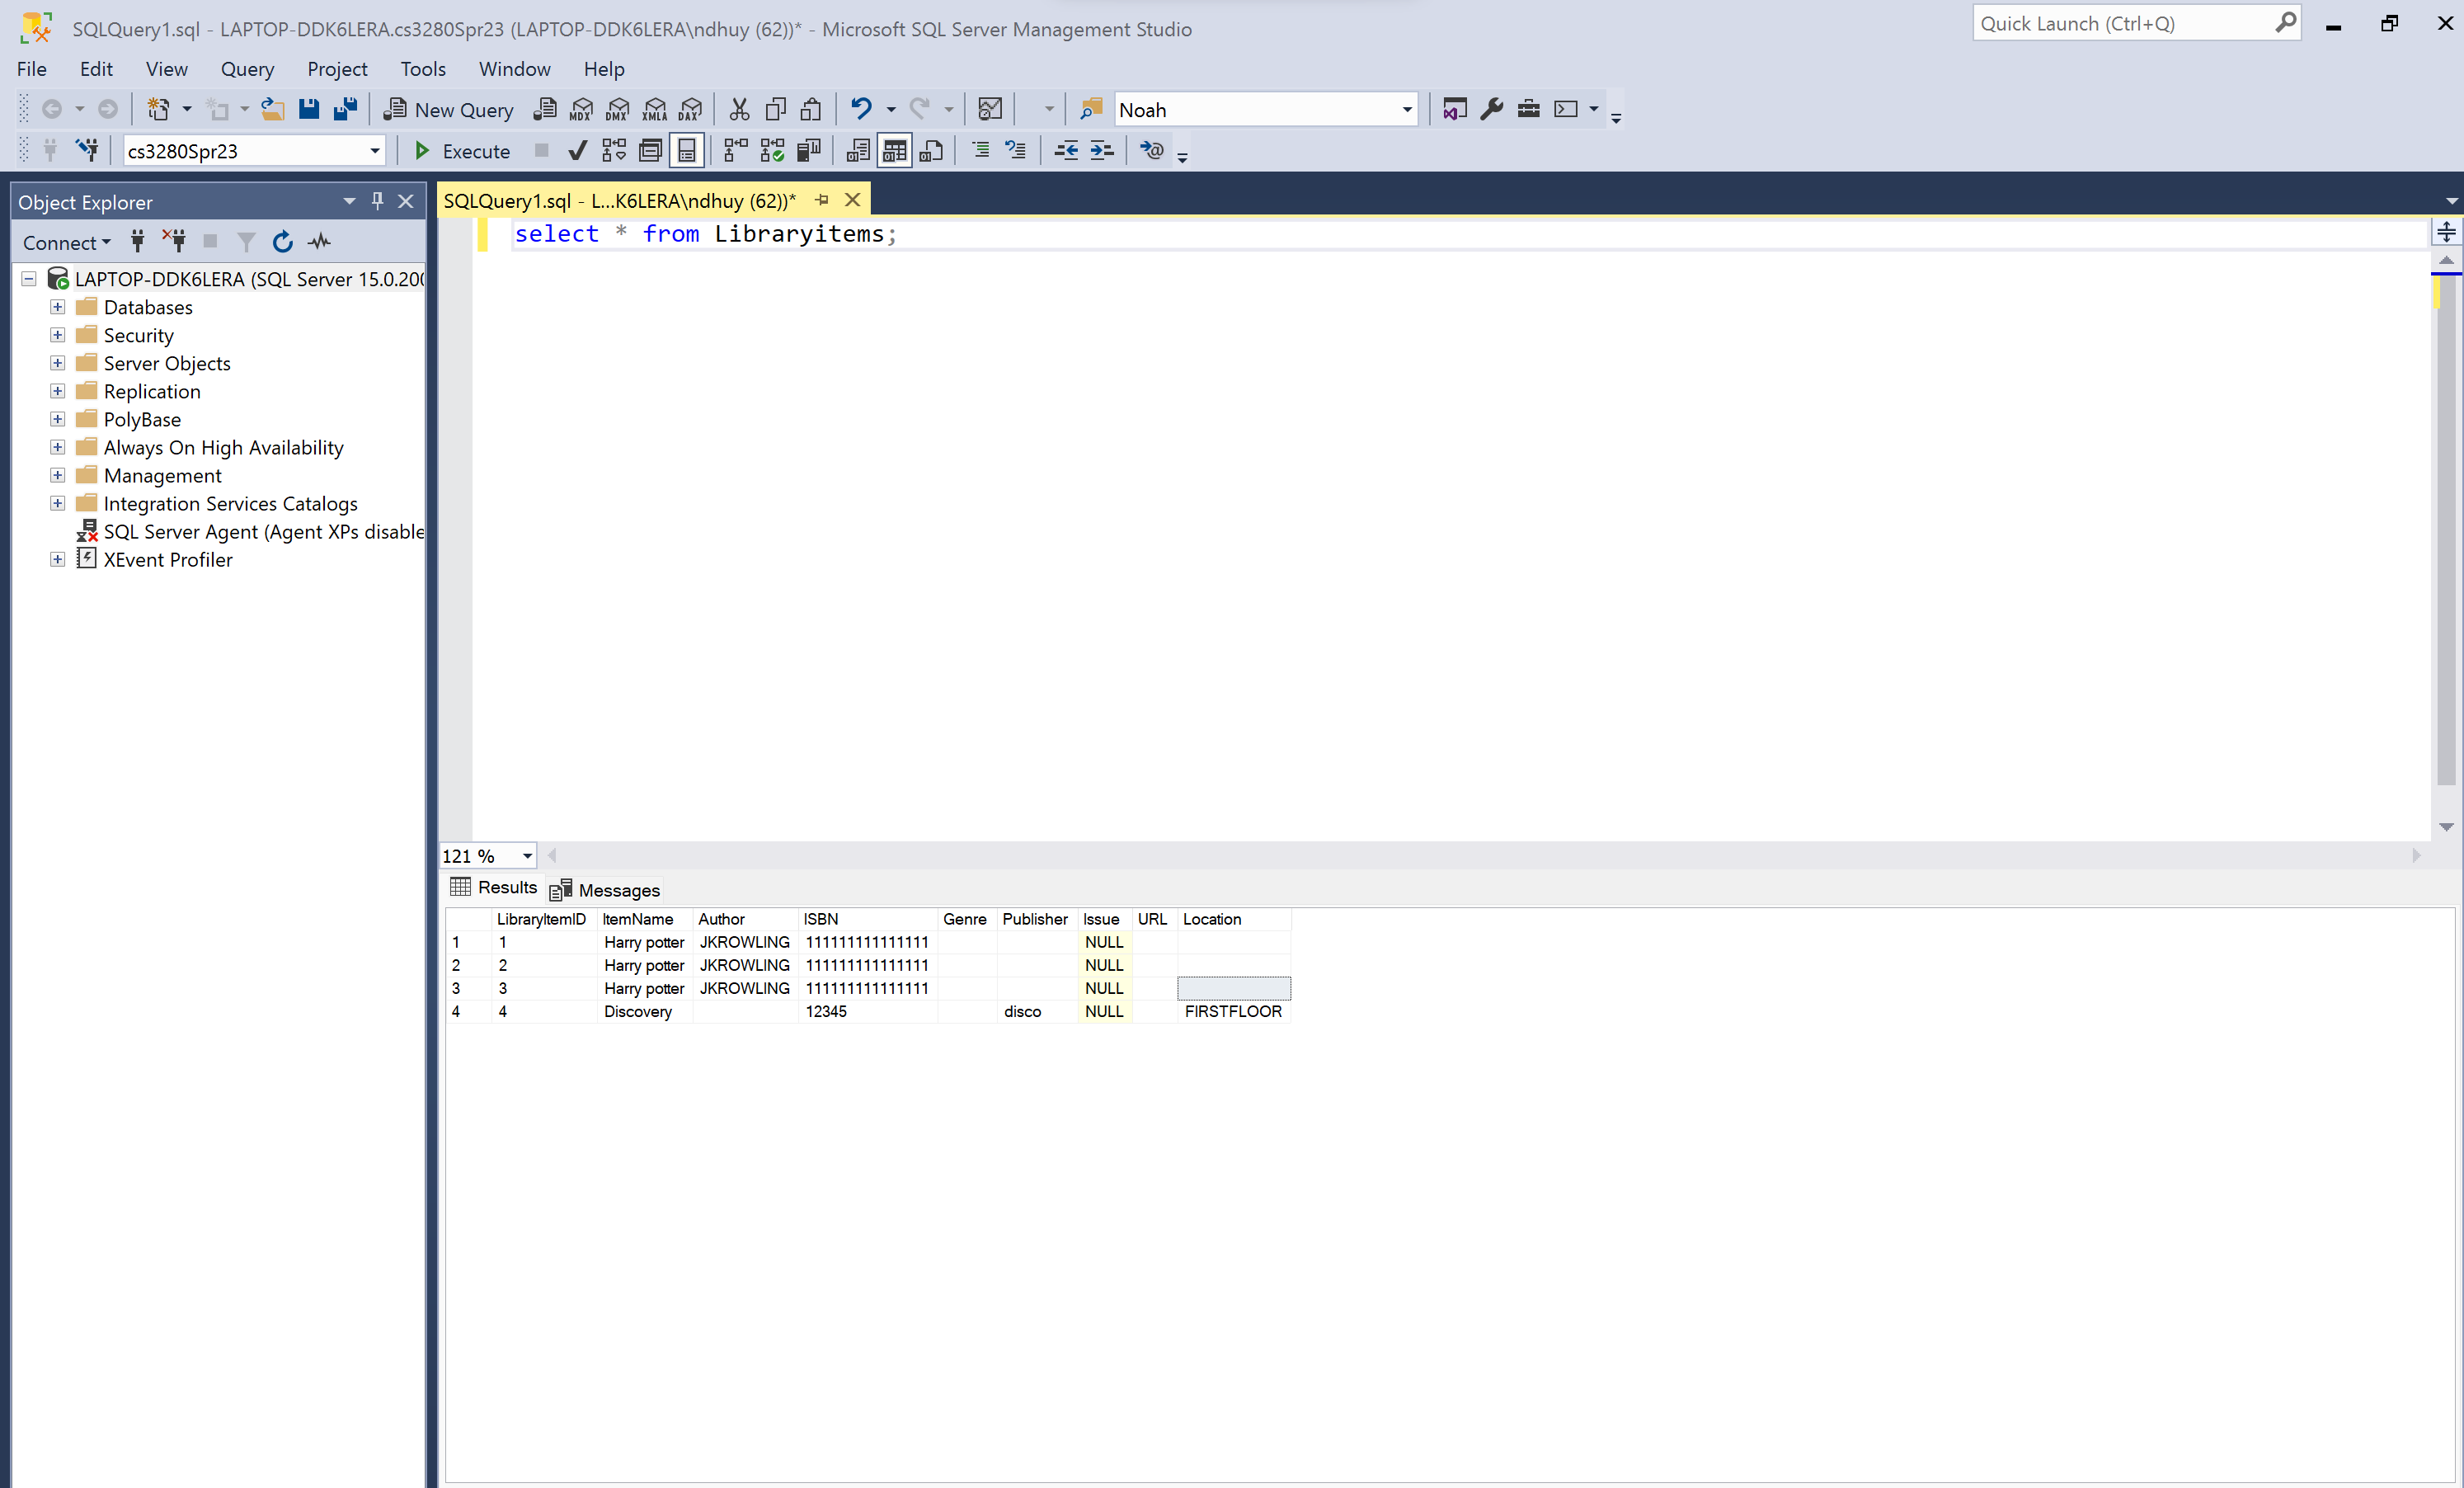 SQLQuery1.sql - LAPTOP-DDK6LERA.cs3280Spr23 (LAPTOP-DDK6LERA\ndhuy (62))* - Microsoft SQL Server Management Studio
Quick Launch (Ctrl+Q)
File Edit View Query Project Tools Window Help
New Query MDX DMX XMLA DAX Noah
cs3280Spr23 Execute
Object Explorer
Connect
LAPTOP-DDK6LERA (SQL Server 15.0.200
Databases
Security
Server Objects
Replication
PolyBase
Always On High Availability
Management
Integration Services Catalogs
SQL Server Agent (Agent XPs disable
XEvent Profiler
SQLQuery1.sql - L...K6LERA\ndhuy (62))*
select * from Libraryitems;
121 %
Results Messages
LibraryItemID ItemName Author ISBN Genre Publisher Issue URL Location
1 1 Harry potter JKROWLING 111111111111111 NULL
2 2 Harry potter JKROWLING 111111111111111 NULL
3 3 Harry potter JKROWLING 111111111111111 NULL
4 4 Discovery 12345 disco NULL FIRSTFLOOR